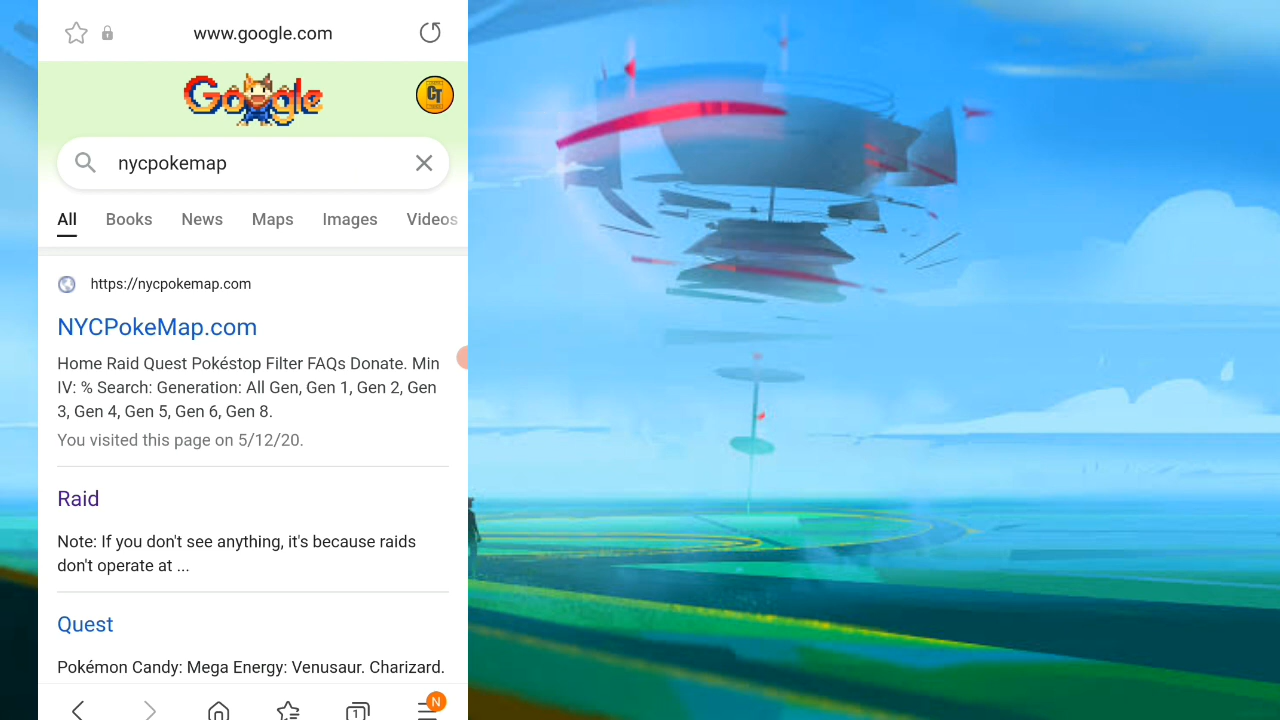 www.google.com
Google
CT
nycpokemap
All Books News Maps Images Videos
https://nycpokemap.com
NYCPokeMap.com
Home Raid Quest Pokéstop Filter FAQs Donate. Min
IV: % Search: Generation: All Gen, Gen 1, Gen 2, Gen
3, Gen 4, Gen 5, Gen 6, Gen 8.
You visited this page on 5/12/20.
Raid
Note: If you don't see anything, it's because raids
don't operate at ...
Quest
Pokémon Candy: Mega Energy: Venusaur. Charizard.
1 N